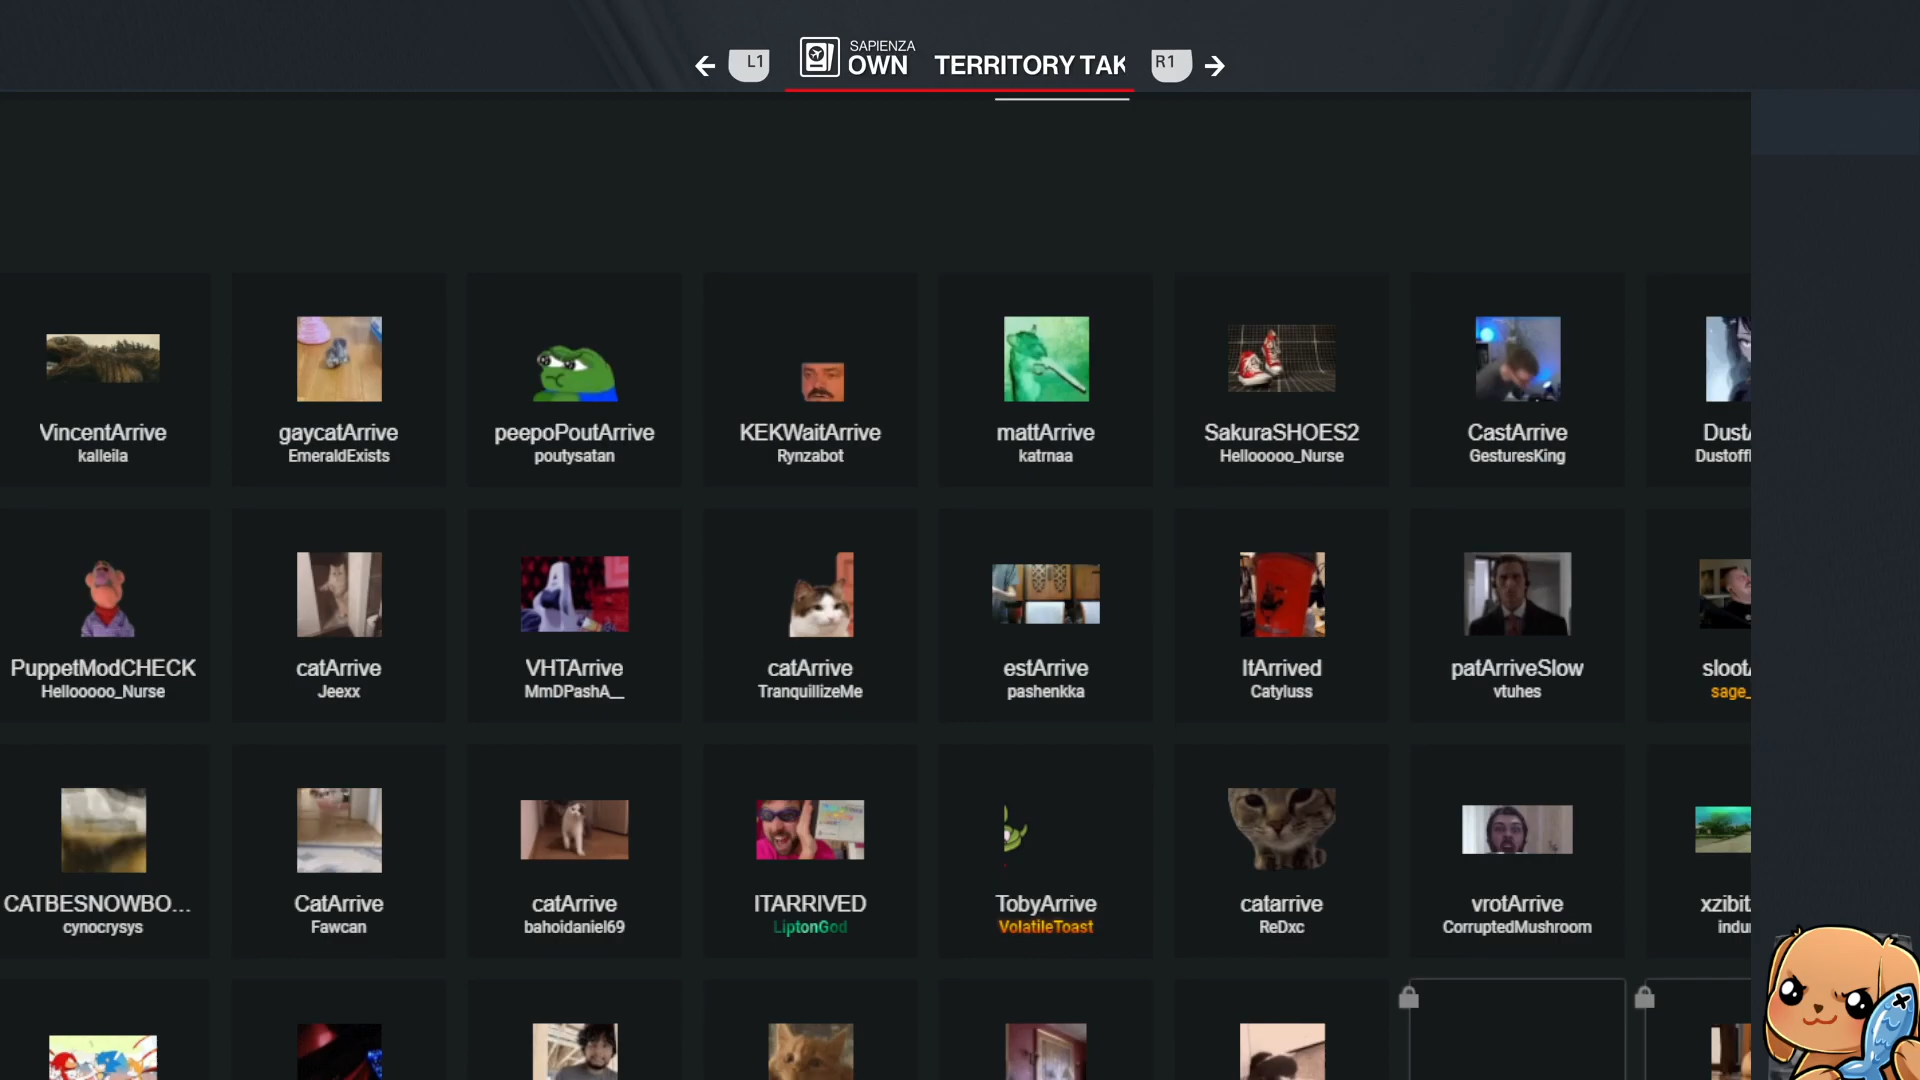 SAPIENZA
L1
OWN TERRITORY TAK
R1
VincentArrive
kalleila
gaycatArrive
EmeraldExists
peepoPoutArrive
poutysatan
KEKWaitArrive
Rynzabot
mattArrive
katrnaa
SakuraSHOES2
Hellooooo_Nurse
CastArrive
GesturesKing
PuppetModCHECK
Hellooooo_Nurse
catArrive
Jeexx
VHTArrive
MmDPashA__
catArrive
TranquillizeMe
estArrive
pashenkka
ItArrived
Catyluss
patArriveSlow
vtuhes
CATBESNOWBO...
cynocrysys
CatArrive
Fawcan
catArrive
bahoidaniel69
ITARRIVED
LiptonGod
TobyArrive
VolatileToast
catarrive
ReDxc
vrotArrive
CorruptedMushroom
xzibit